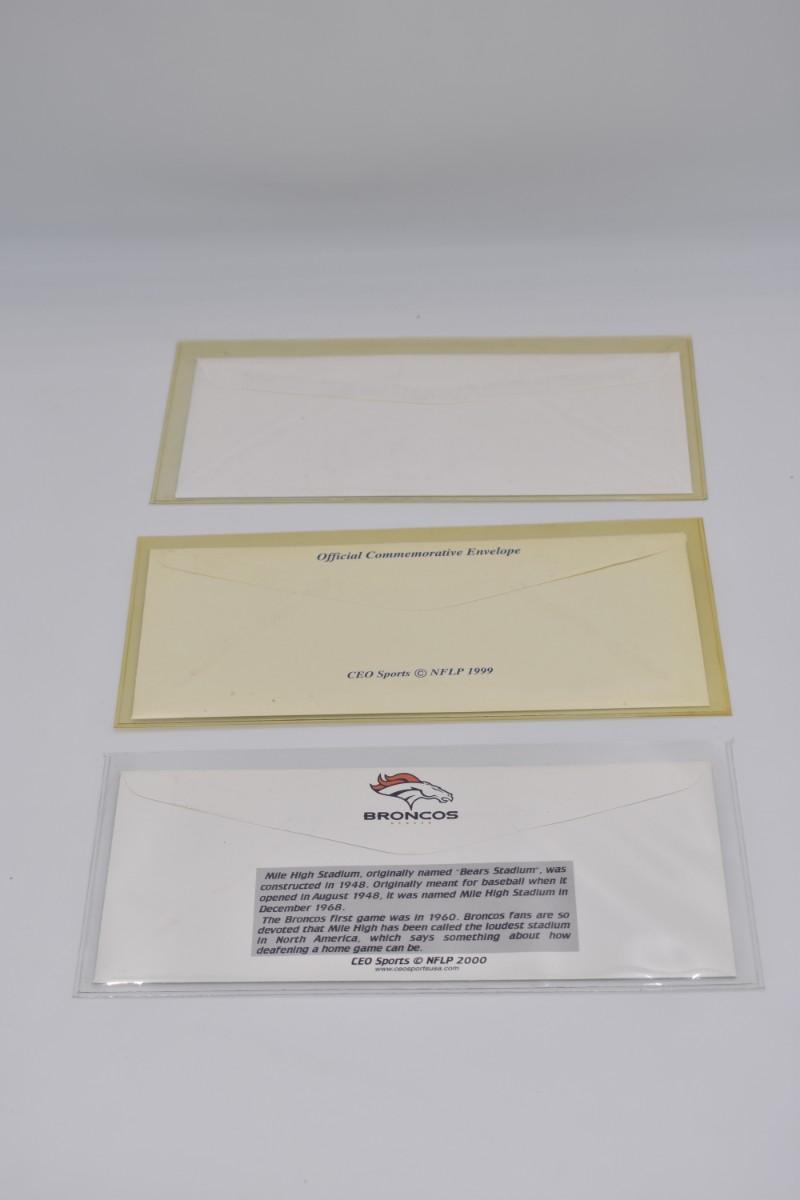 Official Commemorative Envelope
CEO Sports © NFLP 1999
BRONCOS
DENVER
Mile High Stadium, originally named "Bears Stadium", was
constructed in 1948. Originally meant for baseball when it
opened in August 1948, it was named Mile High Stadium in
December 1968.
The Broncos first game was in 1960. Broncos fans are so
devoted that Mile High has been called the loudest stadium
in North America, which says something about how
deafening a home game can be.
CEO Sports © NFLP 2000
www.ceosportsusa.com